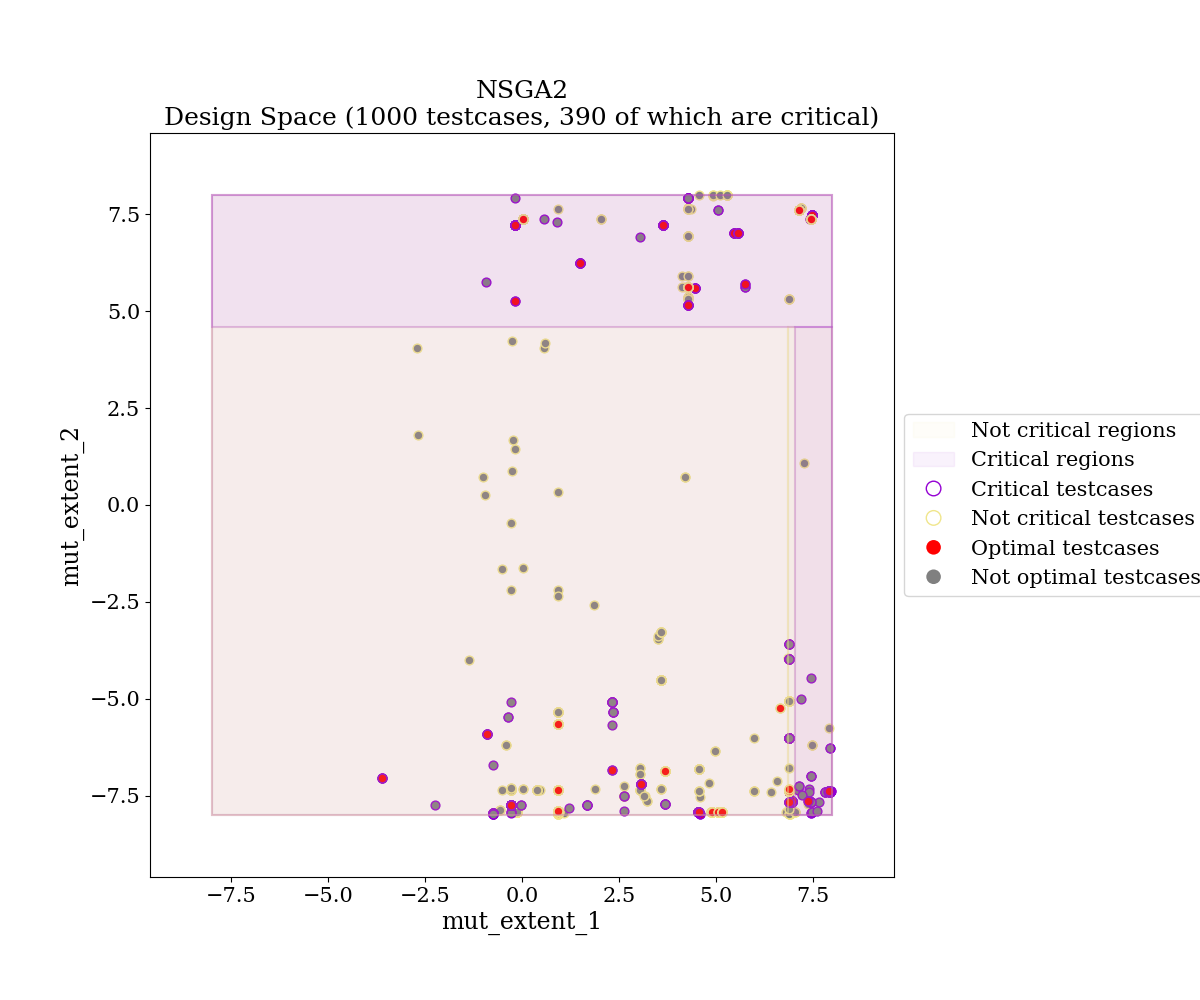 NSGA2
Design Space (1000 testcases, 390 of which are critical)
7.5
5.0
2.5
0.0
−2.5
−5.0
−7.5
mut_extent_2
−7.5
−5.0
−2.5
0.0
2.5
5.0
7.5
mut_extent_1
Not critical regions
Critical regions
Critical testcases
Not critical testcases
Optimal testcases
Not optimal testcases